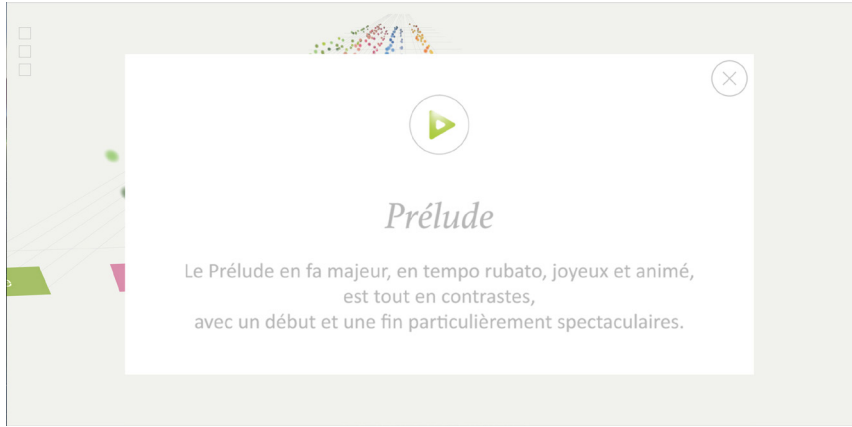 Prélude
Le Prélude en fa majeur, en tempo rubato, joyeux et animé,
est tout en contrastes,
avec un début et une fin particulièrement spectaculaires.